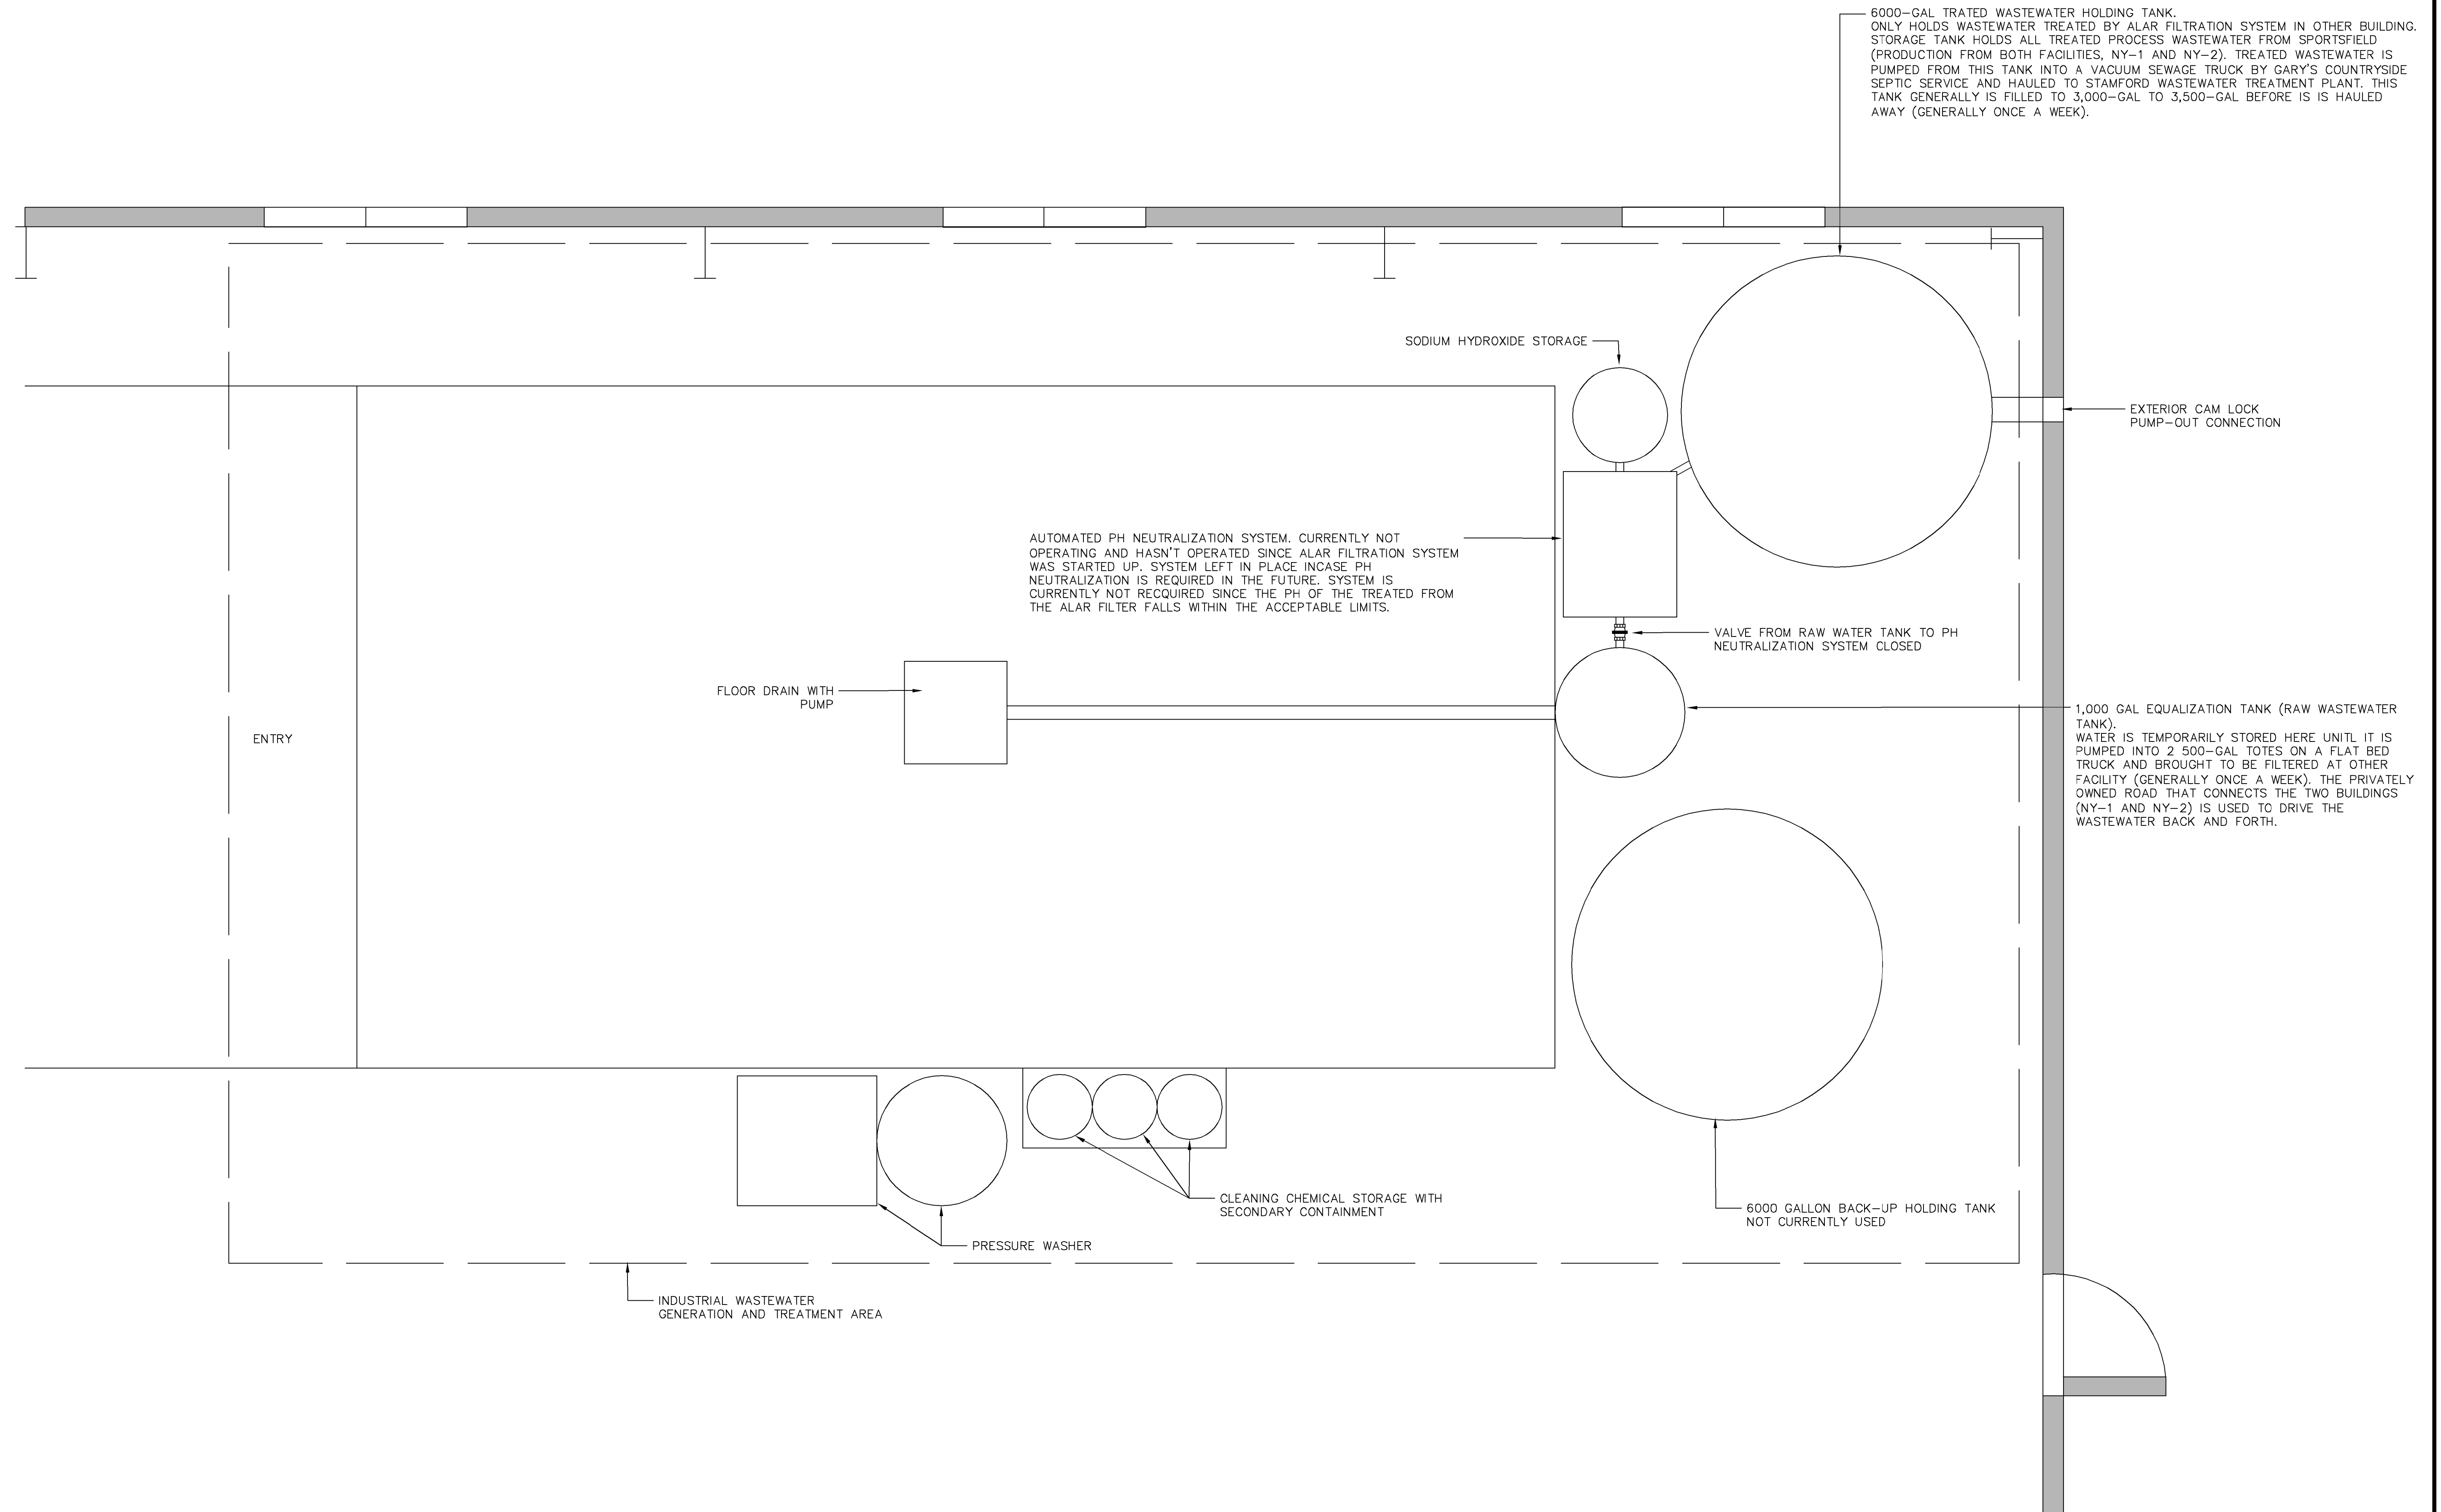 6000-GAL TRATED WASTEWATER HOLDING TANK.
ONLY HOLDS WASTEWATER TREATED BY ALAR FILTRATION SYSTEM IN OTHER BUILDING.
STORAGE TANK HOLDS ALL TREATED PROCESS WASTEWATER FROM SPORTSFIELD
(PRODUCTION FROM BOTH FACILITIES, NY-1 AND NY-2). TREATED WASTEWATER IS
PUMPED FROM THIS TANK INTO A VACUUM SEWAGE TRUCK BY GARY'S COUNTRYSIDE
SEPTIC SERVICE AND HAULED TO STAMFORD WASTEWATER TREATMENT PLANT. THIS
TANK GENERALLY IS FILLED TO 3,000-GAL TO 3,500-GAL BEFORE IS IS HAULED
AWAY (GENERALLY ONCE A WEEK).
SODIUM HYDROXIDE STORAGE
EXTERIOR CAM LOCK
PUMP-OUT CONNECTION
AUTOMATED PH NEUTRALIZATION SYSTEM. CURRENTLY NOT
OPERATING AND HASN'T OPERATED SINCE ALAR FILTRATION SYSTEM
WAS STARTED UP. SYSTEM LEFT IN PLACE INCASE PH
NEUTRALIZATION IS REQUIRED IN THE FUTURE. SYSTEM IS
CURRENTLY NOT RECQUIRED SINCE THE PH OF THE TREATED FROM
THE ALAR FILTER FALLS WITHIN THE ACCEPTABLE LIMITS.
VALVE FROM RAW WATER TANK TO PH
NEUTRALIZATION SYSTEM CLOSED
FLOOR DRAIN WITH
PUMP
ENTRY
1,000 GAL EQUALIZATION TANK (RAW WASTEWATER
TANK).
WATER IS TEMPORARILY STORED HERE UNITL IT IS
PUMPED INTO 2 500-GAL TOTES ON A FLAT BED
TRUCK AND BROUGHT TO BE FILTERED AT OTHER
FACILITY (GENERALLY ONCE A WEEK). THE PRIVATELY
OWNED ROAD THAT CONNECTS THE TWO BUILDINGS
(NY-1 AND NY-2) IS USED TO DRIVE THE
WASTEWATER BACK AND FORTH.
CLEANING CHEMICAL STORAGE WITH
SECONDARY CONTAINMENT
6000 GALLON BACK-UP HOLDING TANK
NOT CURRENTLY USED
PRESSURE WASHER
INDUSTRIAL WASTEWATER
GENERATION AND TREATMENT AREA